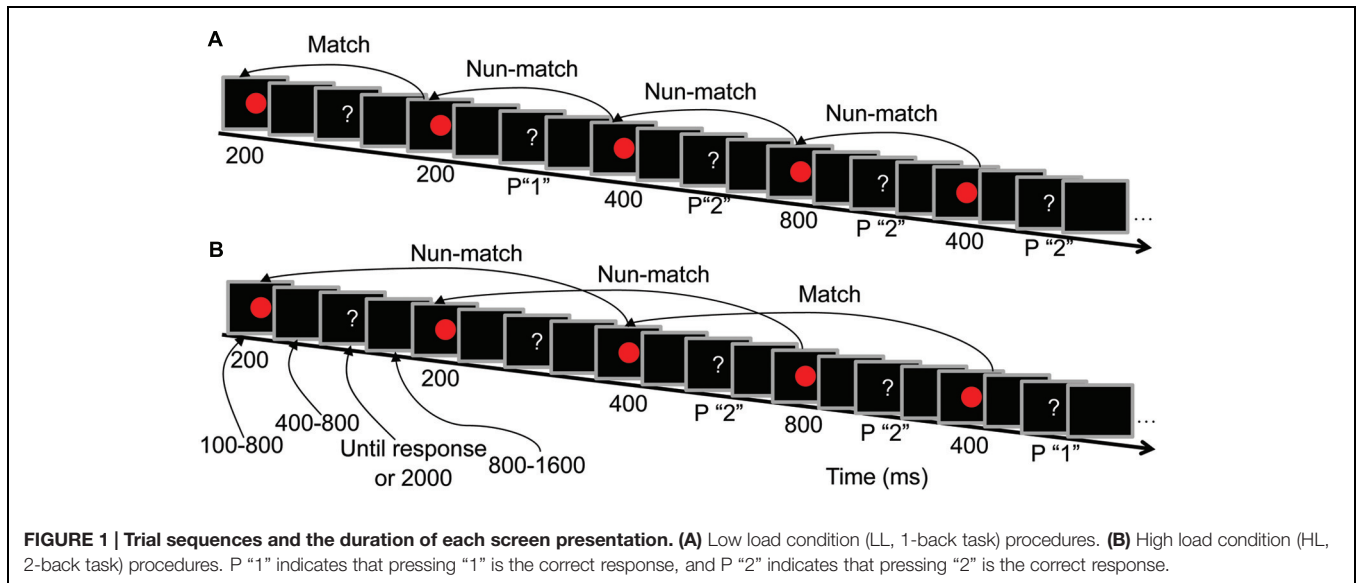 A
Match
Nun-match
Nun-match
Nun-match
?
?
?
?
?
200
200
P“1”
400
P“2”
800
P “2”
400
P “2”
...
B
Nun-match
Nun-match
Match
?
?
?
?
?
200
200
400
P “2”
800
P “2”
400
P “1”
...
100-800
400-800
Until response
or 2000
800-1600
Time (ms)
FIGURE 1 | Trial sequences and the duration of each screen presentation. (A) Low load condition (LL, 1-back task) procedures. (B) High load condition (HL,
2-back task) procedures. P “1” indicates that pressing “1” is the correct response, and P “2” indicates that pressing “2” is the correct response.